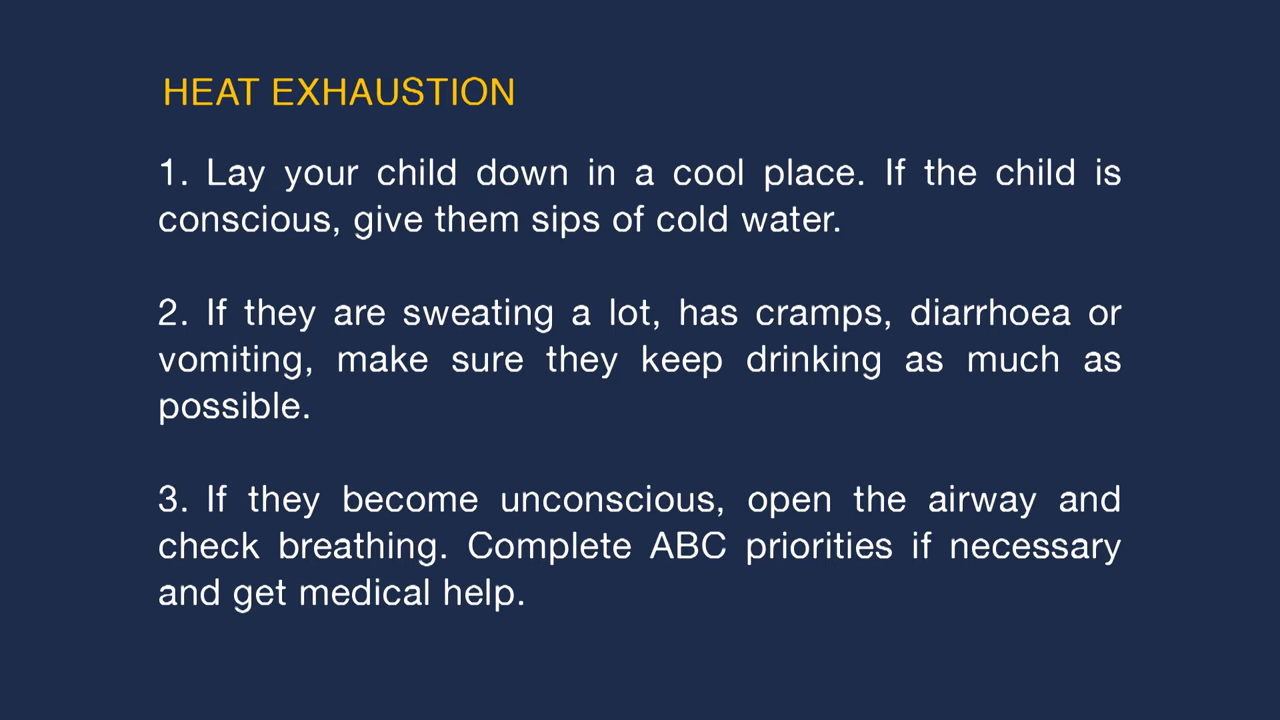 HEAT EXHAUSTION
1. Lay your child down in a cool place. If the child is
conscious, give them sips of cold water.
2. If they are sweating a lot, has cramps, diarrhoea or
vomiting, make sure they keep drinking as much as
possible.
3. If they become unconscious, open the airway and
check breathing. Complete ABC priorities if necessary
and get medical help.